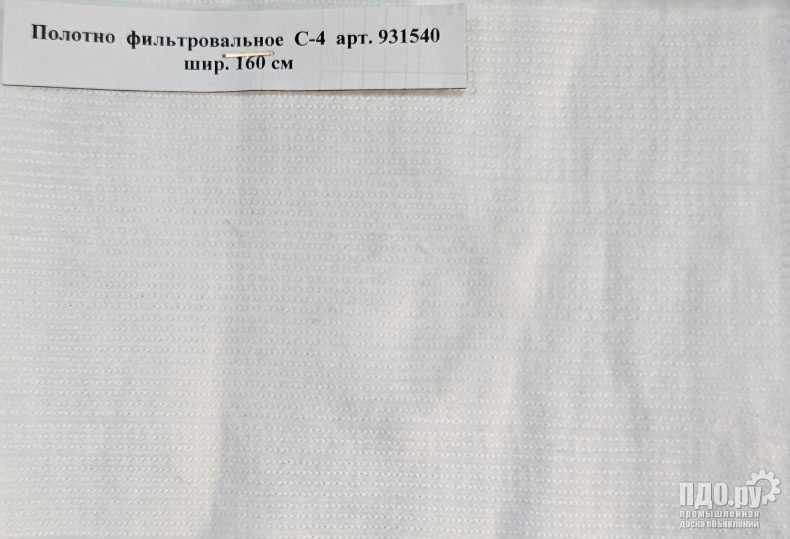 Полотно фильтровальное С-4 арт. 931540
шир. 160 см
ПДО.ру
промышленная
доска объявлений